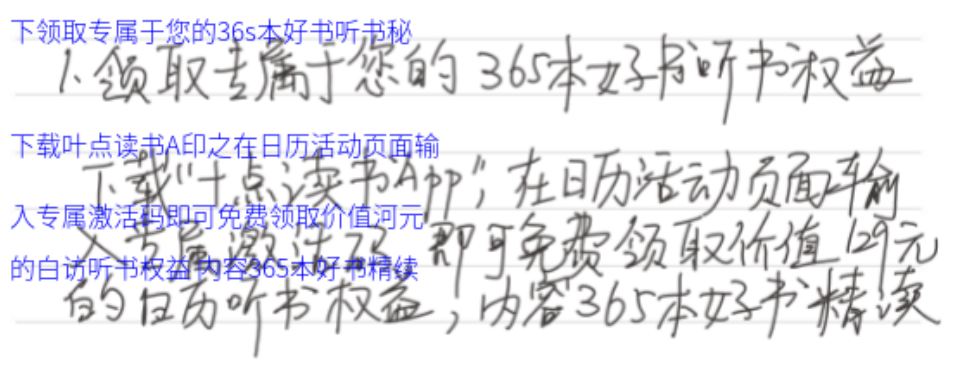 下领取专属于您的36s本好书听书秘
1.领取专属于您的365本好书听书权益
下载叶点读书A印之在日历活动页面输
下载"十点读书App",在日历活动页面输
入专属激活码即可免费领取价值河元
入专属激活码 即可免费领取价值129元
的白访听书权益内容365本好书精续
的白历听书权益,内容365本好书精读